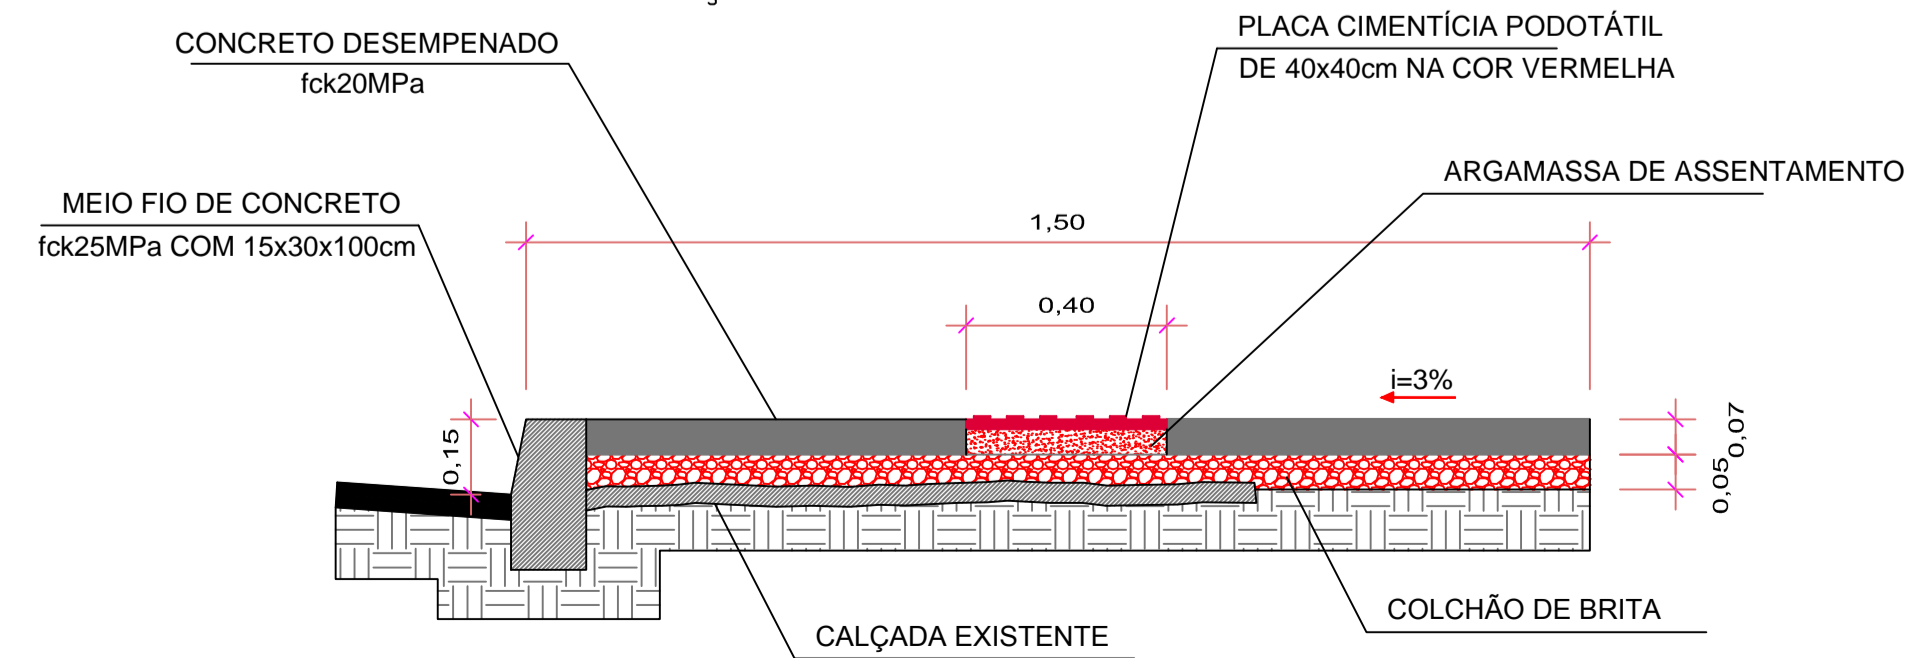 CONCRETO DESEMPENADO
fck20MPa
PLACA CIMENTÍCIA PODOTÁTIL
DE 40x40cm NA COR VERMELHA
ARGAMASSA DE ASSENTAMENTO
MEIO FIO DE CONCRETO
fck25MPa COM 15x30x100cm
1,50
0,40
i=3%
0,15
0,07
0,05
COLCHÃO DE BRITA
CALÇADA EXISTENTE